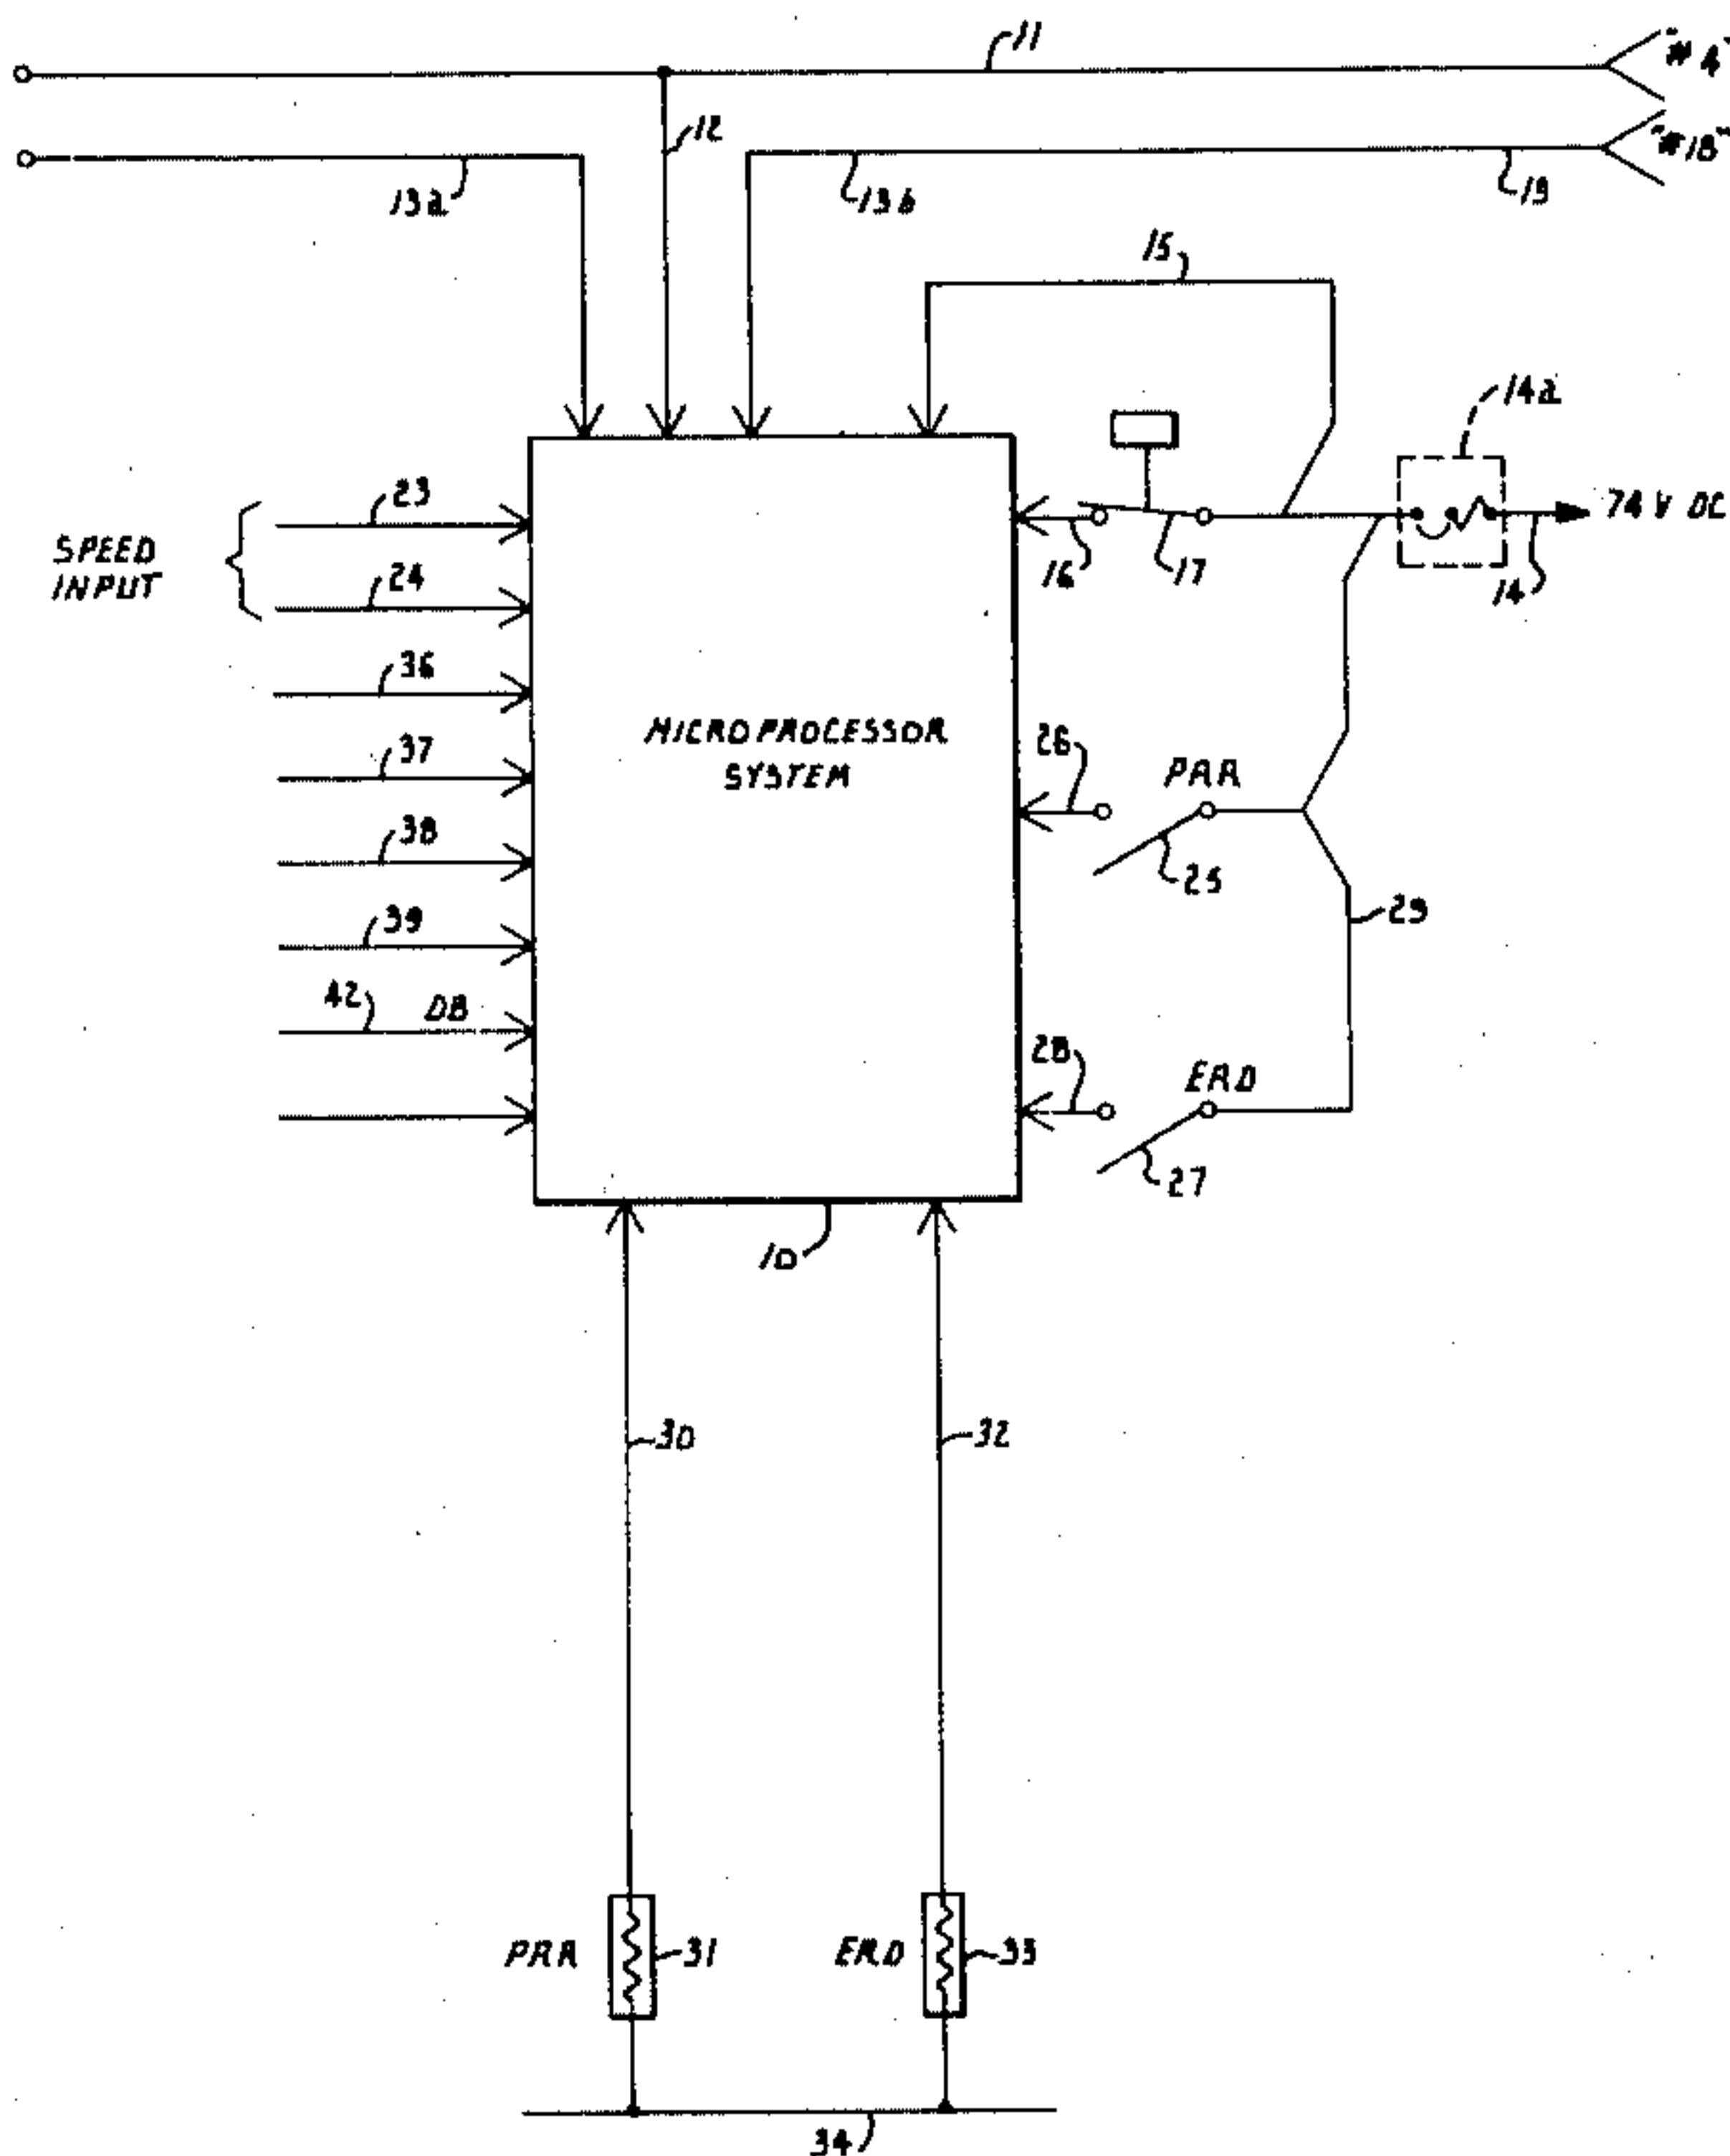 11
"#4"
12
"#18"
13a
13b
19
15
14a
23
74 V DC
SPEED
INPUT
16
17
14
24
36
MICROPROCESSOR
SYSTEM
37
26
PRR
38
25
39
29
42
DB
28
ERD
27
10
30
32
PRR
31
ERD
33
34